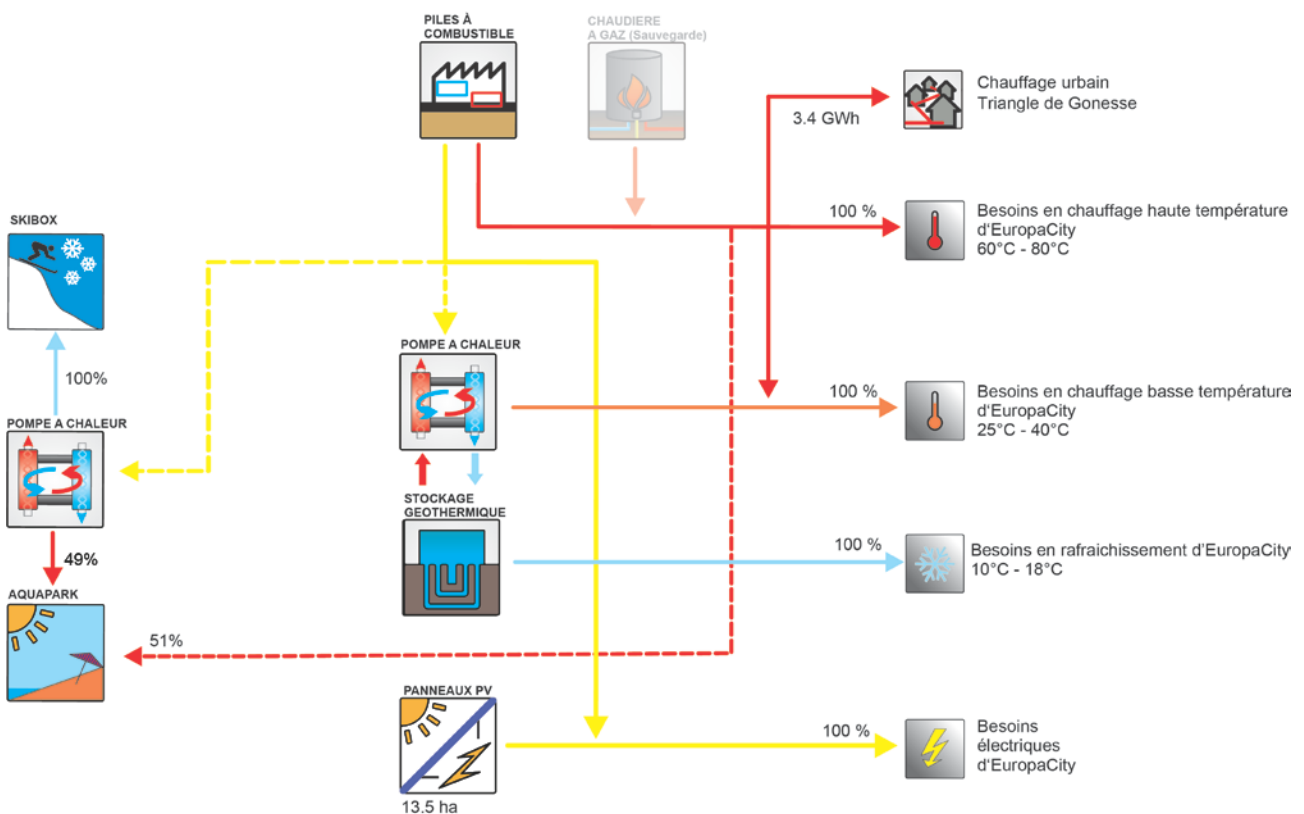 PILES À
COMBUSTIBLE
CHAUDIERE
A GAZ (Sauvegarde)
Chauffage urbain
Triangle de Gonesse
3.4 GWh
100 %
Besoins en chauffage haute température
d'EuropaCity
60°C - 80°C
SKIBOX
100%
POMPE A CHALEUR
POMPE A CHALEUR
100 %
Besoins en chauffage basse température
d'EuropaCity
25°C - 40°C
49%
AQUAPARK
STOCKAGE
GEOTHERMIQUE
100 %
Besoins en rafraichissement d'EuropaCity
10°C - 18°C
51%
PANNEAUX PV
13.5 ha
100 %
Besoins
électriques
d'EuropaCity